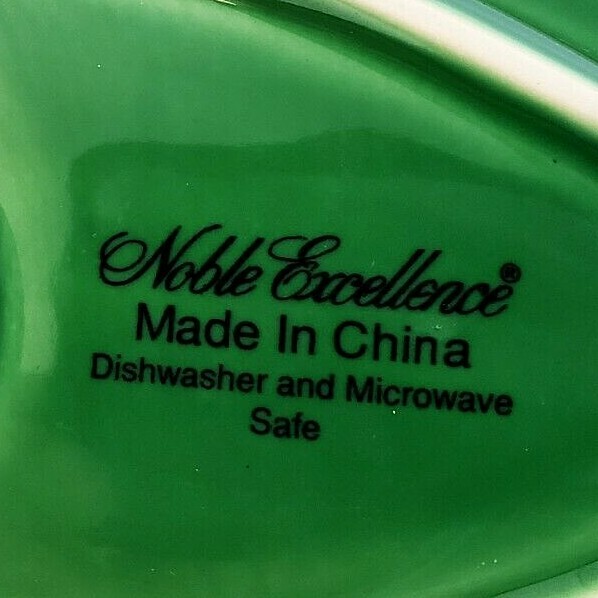 Noble Excellence®
Made In China
Dishwasher and Microwave
Safe